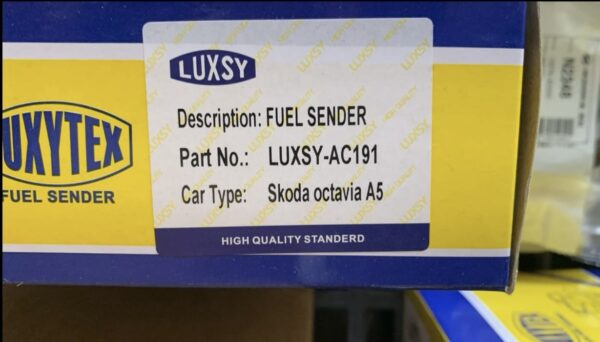 LUXSY
Description: FUEL SENDER
Part No.: LUXSY-AC191
Car Type: Skoda octavia A5
HIGH QUALITY STANDERD
UXYTEX
FUEL SENDER